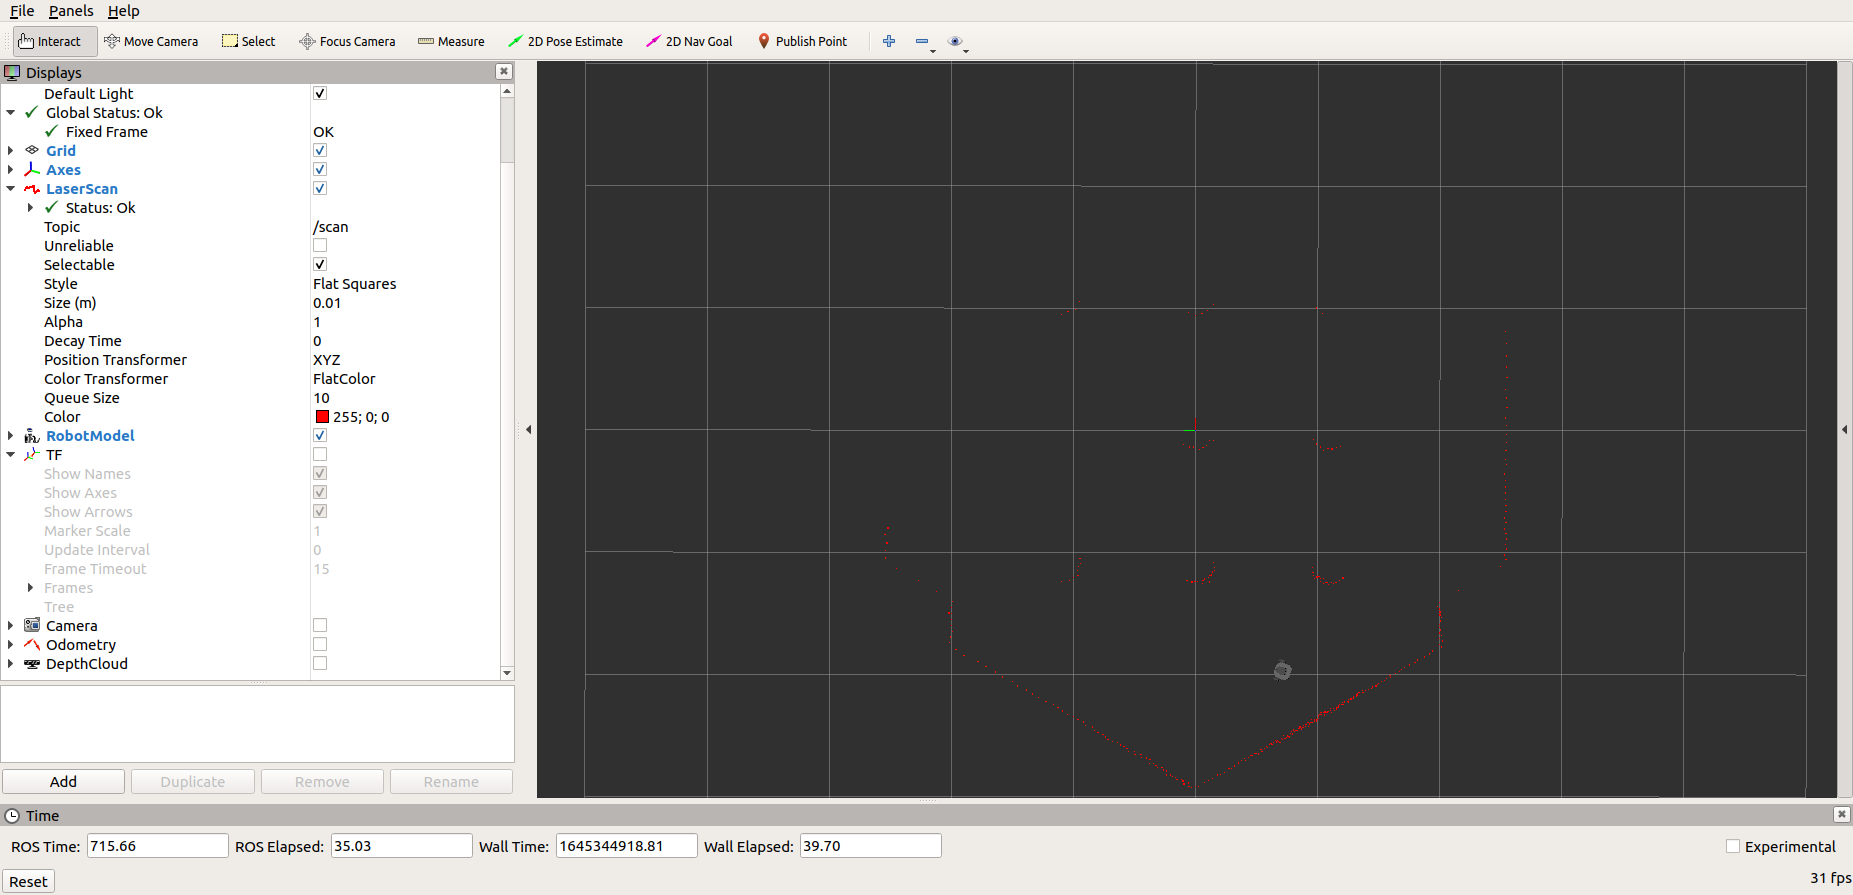 File Panels Help
Interact Move Camera Select Focus Camera Measure 2D Pose Estimate 2D Nav Goal Publish Point
Displays
Default Light
Global Status: Ok
Fixed Frame OK
Grid
Axes
LaserScan
Status: Ok
Topic /scan
Unreliable
Selectable
Style Flat Squares
Size (m) 0.01
Alpha 1
Decay Time 0
Position Transformer XYZ
Color Transformer FlatColor
Queue Size 10
Color 255; 0; 0
RobotModel
TF
Show Names
Show Axes
Show Arrows
Marker Scale 1
Update Interval 0
Frame Timeout 15
Frames
Tree
Camera
Odometry
DepthCloud
Add Duplicate Remove Rename
Time
ROS Time: 715.66 ROS Elapsed: 35.03 Wall Time: 1645344918.81 Wall Elapsed: 39.70 Experimental
Reset 31 fps